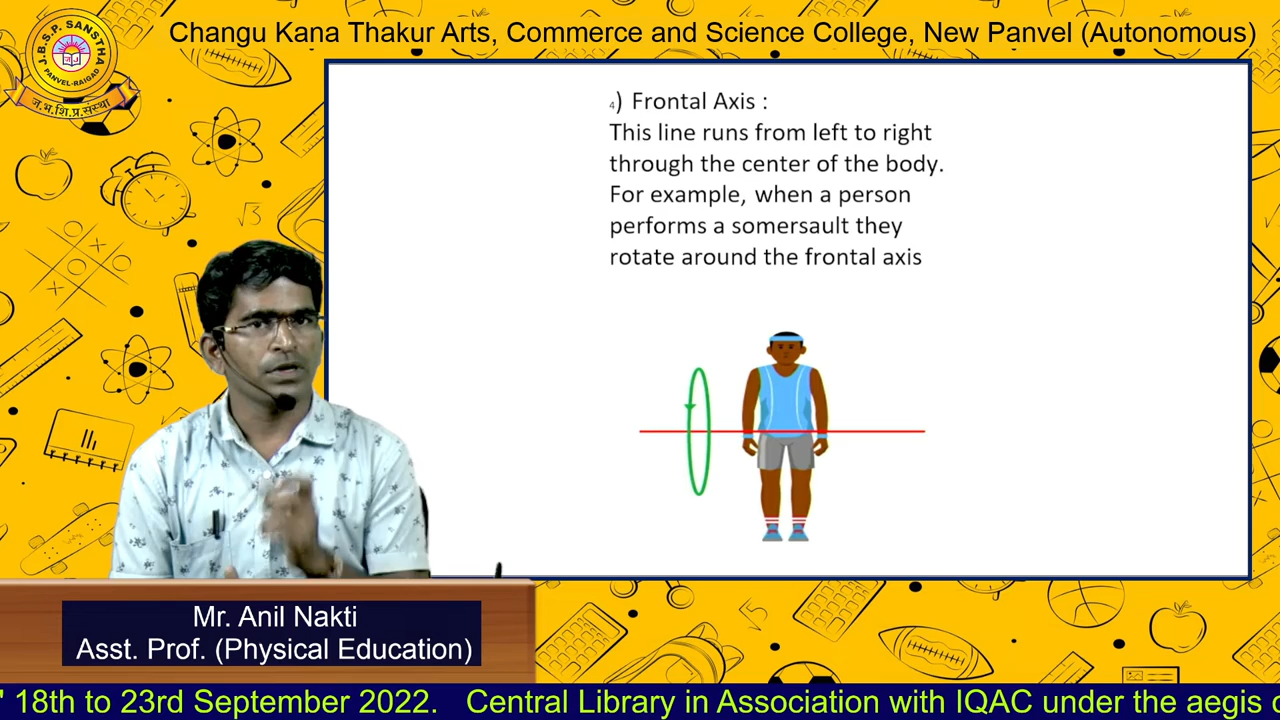 Changu Kana Thakur Arts, Commerce and Science College, New Panvel (Autonomous)
J.B.S.P. SANSTHA
PANVEL-RAIGAD
ज.भ.शि.प्र.संस्था
4) Frontal Axis :
This line runs from left to right
through the center of the body.
For example, when a person
performs a somersault they
rotate around the frontal axis
Mr. Anil Nakti
Asst. Prof. (Physical Education)
" 18th to 23rd September 2022. Central Library in Association with IQAC under the aegis